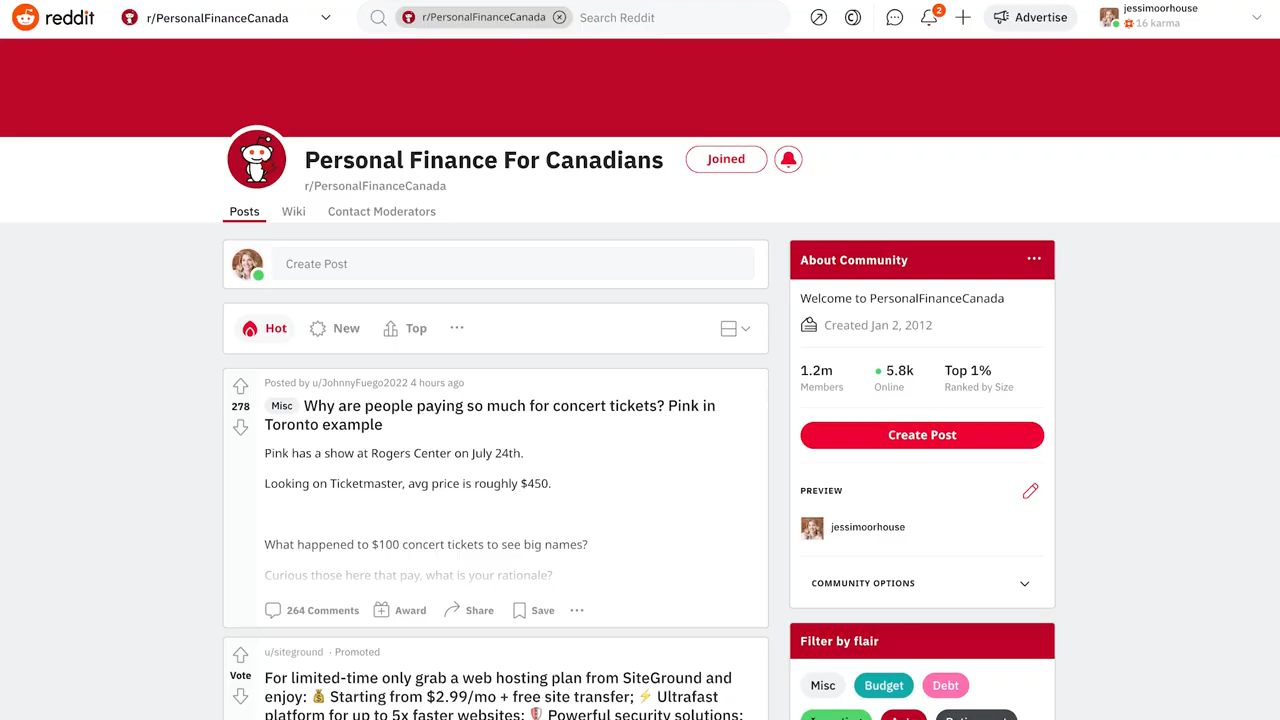 reddit
r/PersonalFinanceCanada
r/PersonalFinanceCanada
Search Reddit
2
Advertise
jessimoorhouse
16 karma
Personal Finance For Canadians
Joined
r/PersonalFinanceCanada
Posts
Wiki
Contact Moderators
Create Post
Hot
New
Top
Posted by u/JohnnyFuego2022 4 hours ago
278
Misc Why are people paying so much for concert tickets? Pink in
Toronto example
Pink has a show at Rogers Center on July 24th.
Looking on Ticketmaster, avg price is roughly $450.
What happened to $100 concert tickets to see big names?
Curious those here that pay, what is your rationale?
264 Comments
Award
Share
Save
u/siteground · Promoted
Vote
For limited-time only grab a web hosting plan from SiteGround and
enjoy: 💰 Starting from $2.99/mo + free site transfer; ⚡ Ultrafast
platform for up to 5x faster websites; 🛡️ Powerful security solutions;
About Community
Welcome to PersonalFinanceCanada
Created Jan 2, 2012
1.2m
5.8k
Top 1%
Members
Online
Ranked by Size
Create Post
PREVIEW
jessimoorhouse
COMMUNITY OPTIONS
Filter by flair
Misc
Budget
Debt